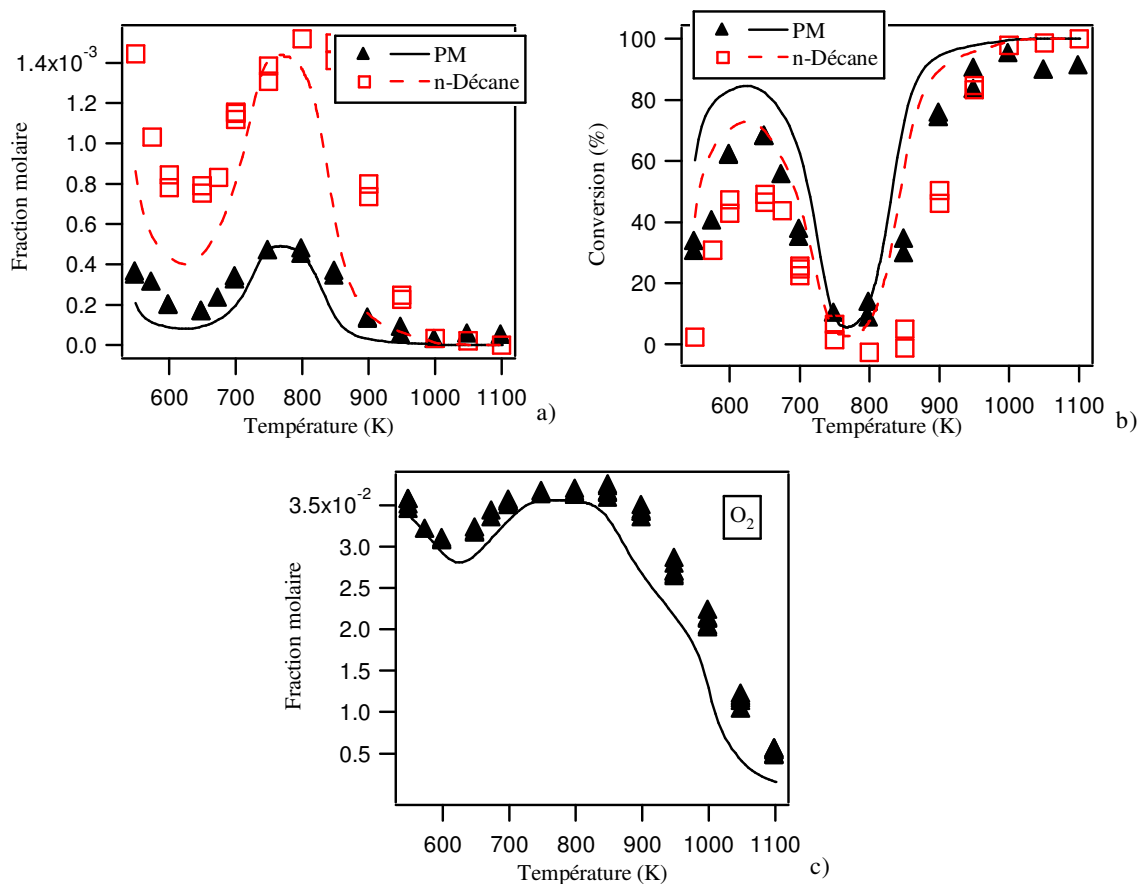 PM
n-Décane
1.4x10⁻³
1.2
1.0
0.8
0.6
0.4
0.2
0.0
Fraction molaire
600 700 800 900 1000 1100
Température (K)
a)
PM
n-Décane
100
80
60
40
20
0
Conversion (%)
600 700 800 900 1000 1100
Température (K)
b)
O₂
3.5x10⁻²
3.0
2.5
2.0
1.5
1.0
0.5
Fraction molaire
600 700 800 900 1000 1100
Température (K)
c)